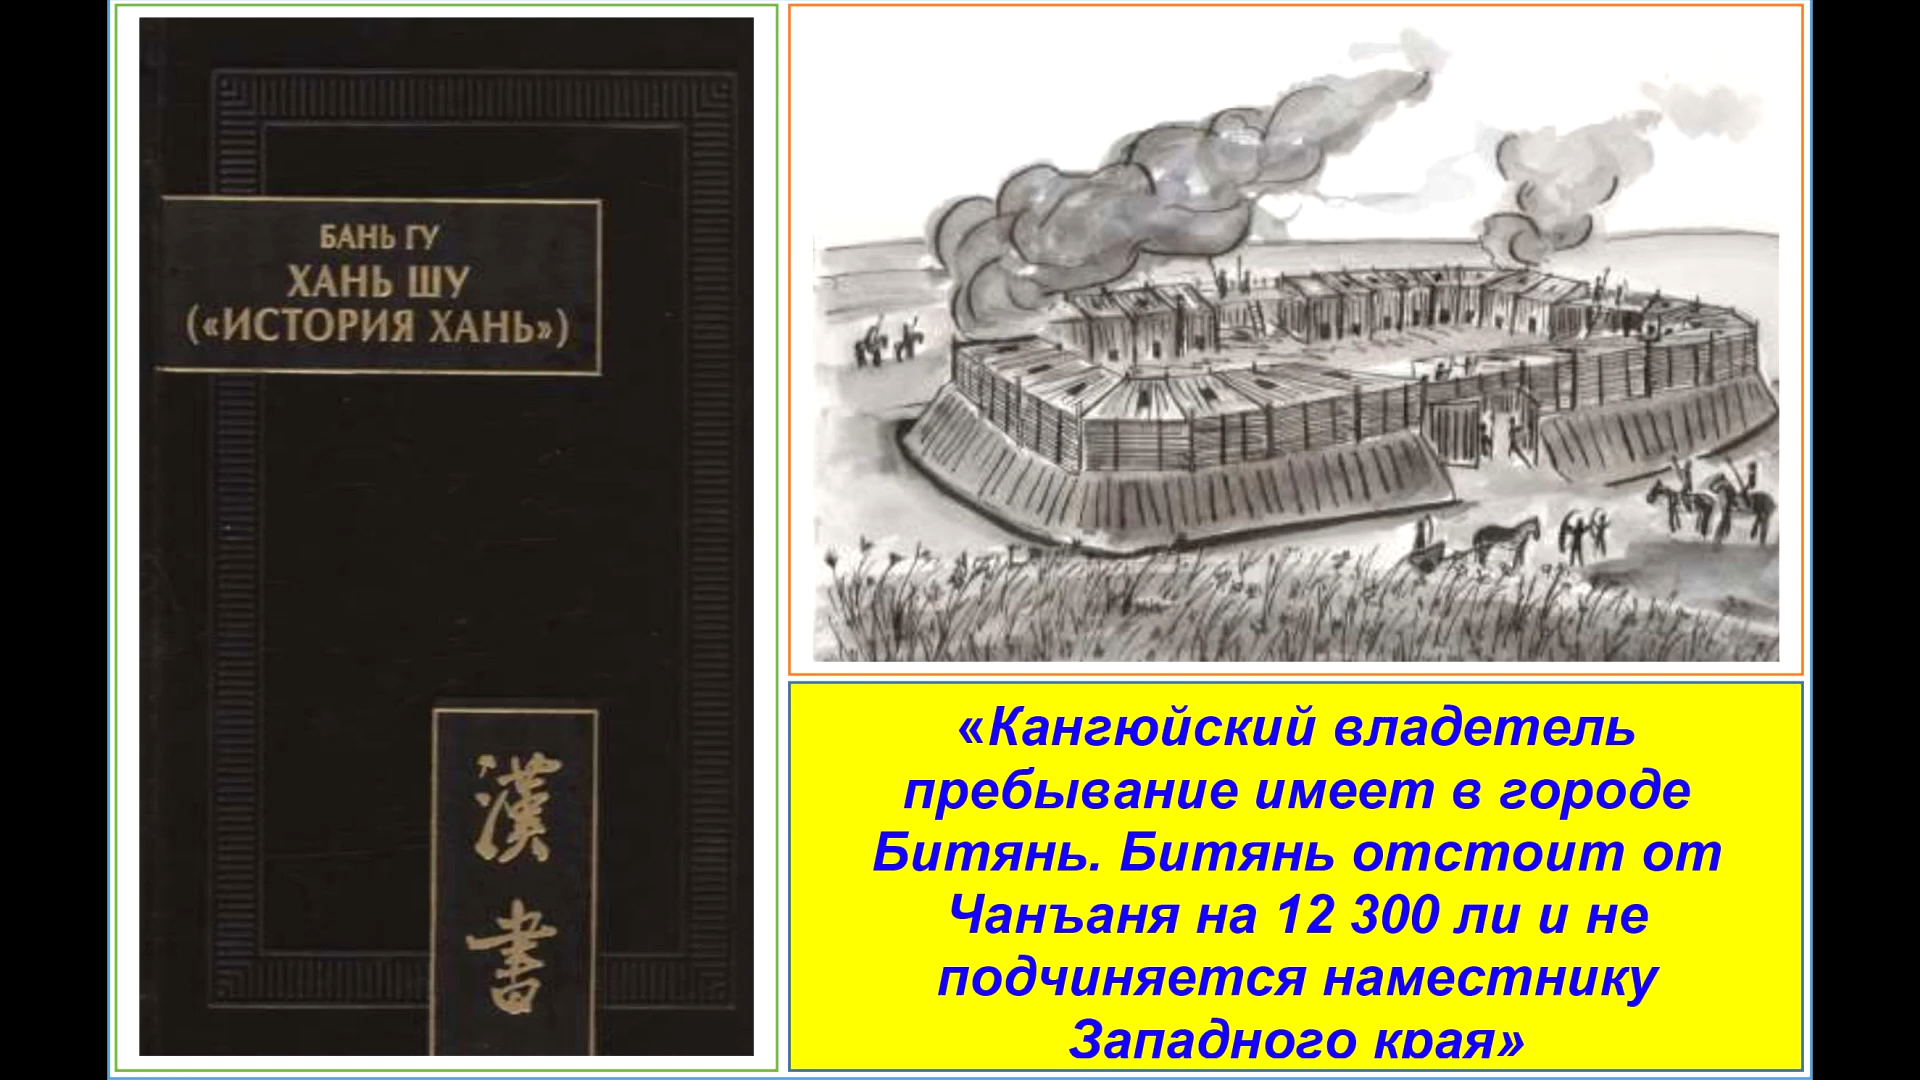 БАНЬ ГУ
ХАНЬ ШУ
(«ИСТОРИЯ ХАНЬ»)
漢
書
«Кангюйский владетель
пребывание имеет в городе
Битянь. Битянь отстоит от
Чанъаня на 12 300 ли и не
подчиняется наместнику
Западного края»